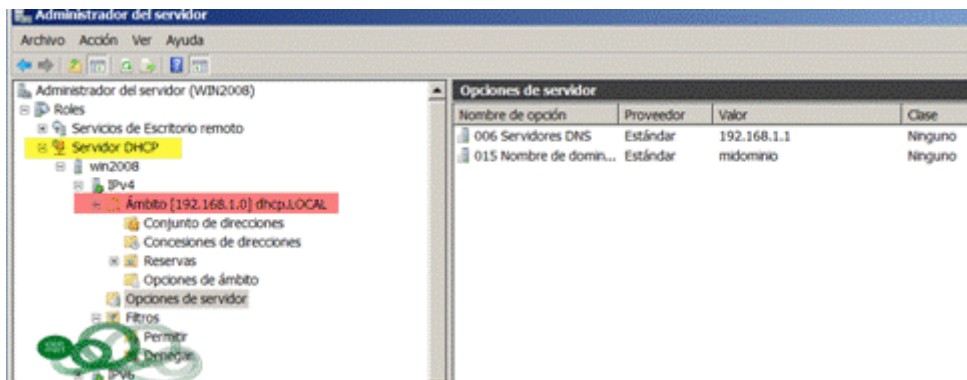 Administrador del servidor
Archivo Acción Ver Ayuda
Administrador del servidor (WIN2008)
Roles
Servicios de Escritorio remoto
Servidor DHCP
win2008
IPv4
Ámbito [192.168.1.0] dhcp.LOCAL
Conjunto de direcciones
Concesiones de direcciones
Reservas
Opciones de ámbito
Opciones de servidor
Filtros
Permitir
Denegar
IPv6
Opciones de servidor
Nombre de opción Proveedor Valor Clase
006 Servidores DNS Estándar 192.168.1.1 Ninguno
015 Nombre de domin... Estándar midominio Ninguno